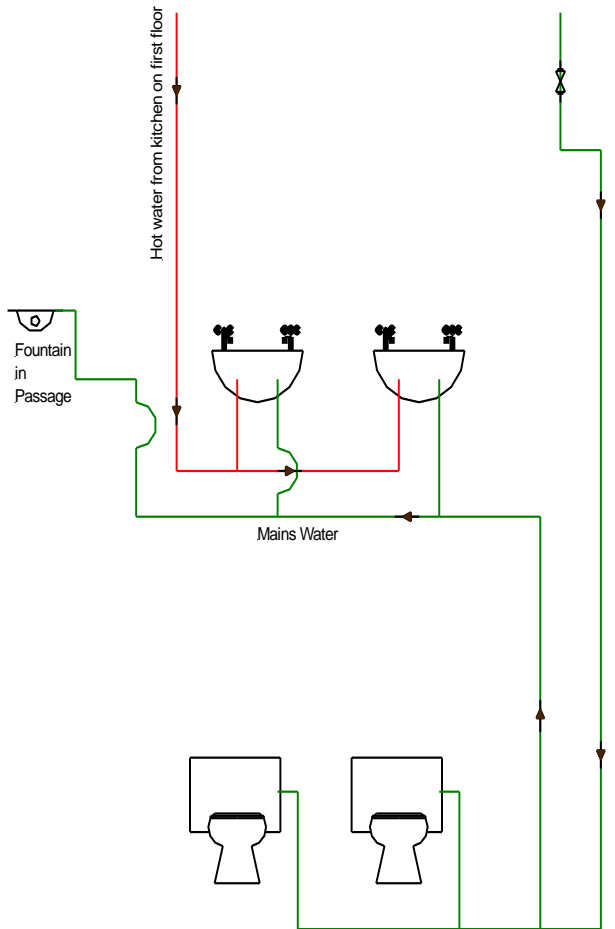 Hot water from kitchen on first floor
Fountain
in
Passage
Mains Water